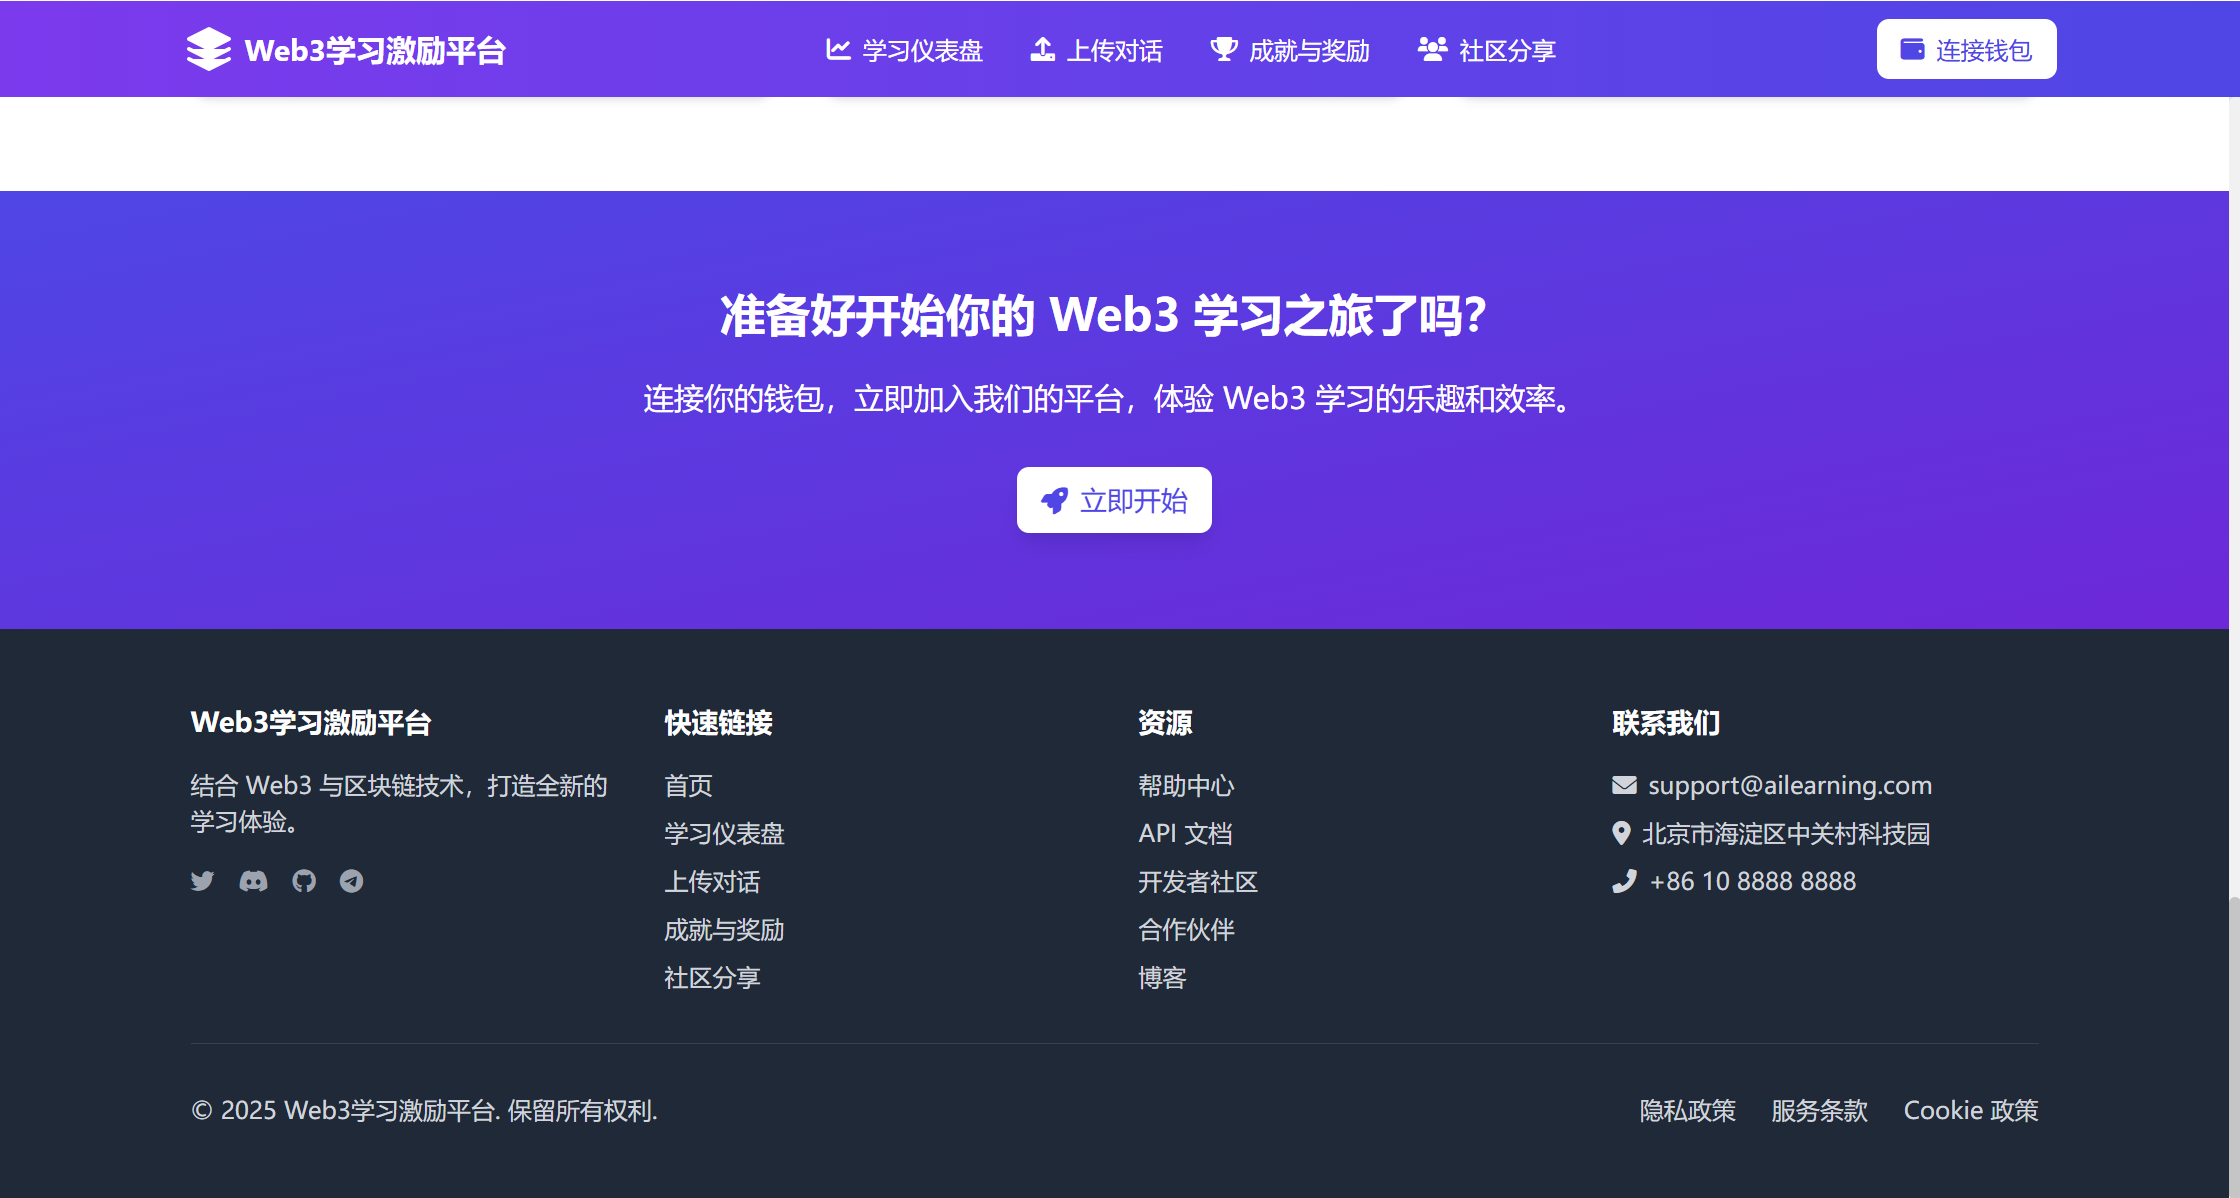 Web3学习激励平台
学习仪表盘
上传对话
成就与奖励
社区分享
连接钱包
准备好开始你的 Web3 学习之旅了吗？
连接你的钱包，立即加入我们的平台，体验 Web3 学习的乐趣和效率。
立即开始
Web3学习激励平台
结合 Web3 与区块链技术，打造全新的
学习体验。
快速链接
首页
学习仪表盘
上传对话
成就与奖励
社区分享
资源
帮助中心
API 文档
开发者社区
合作伙伴
博客
联系我们
support@ailearning.com
北京市海淀区中关村科技园
+86 10 8888 8888
© 2025 Web3学习激励平台. 保留所有权利.
隐私政策
服务条款
Cookie 政策